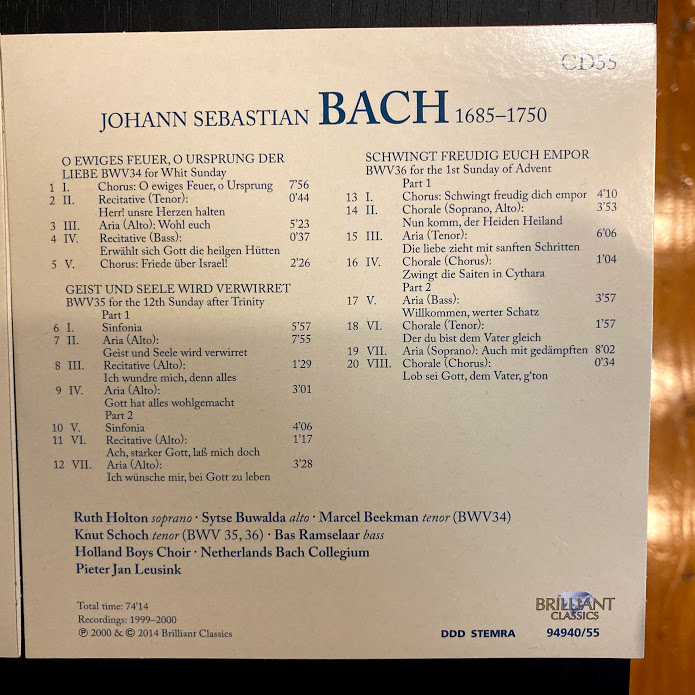 CD55
JOHANN SEBASTIAN BACH 1685–1750
O EWIGES FEUER, O URSPRUNG DER
LIEBE BWV34 for Whit Sunday
1 I. Chorus: O ewiges Feuer, o Ursprung 7'56
2 II. Recitative (Tenor): 0'44
Herr! unsre Herzen halten
3 III. Aria (Alto): Wohl euch 5'23
4 IV. Recitative (Bass): 0'37
Erwählt sich Gott die heilgen Hütten
5 V. Chorus: Friede über Israel! 2'26
GEIST UND SEELE WIRD VERWIRRET
BWV35 for the 12th Sunday after Trinity
Part 1
6 I. Sinfonia 5'57
7 II. Aria (Alto): 7'55
Geist und Seele wird verwirret
8 III. Recitative (Alto): 1'29
Ich wundre mich, denn alles
9 IV. Aria (Alto): 3'01
Gott hat alles wohlgemacht
Part 2
10 V. Sinfonia 4'06
11 VI. Recitative (Alto): 1'17
Ach, starker Gott, laß mich doch
12 VII. Aria (Alto): 3'28
Ich wünsche mir, bei Gott zu leben
SCHWINGT FREUDIG EUCH EMPOR
BWV36 for the 1st Sunday of Advent
Part 1
13 I. Chorus: Schwingt freudig dich empor 4'10
14 II. Chorale (Soprano, Alto): 3'53
Nun komm, der Heiden Heiland
15 III. Aria (Tenor): 6'06
Die liebe zieht mit sanften Schritten
16 IV. Chorale (Chorus): 1'04
Zwingt die Saiten in Cythara
Part 2
17 V. Aria (Bass): 3'57
Willkommen, werter Schatz
18 VI. Chorale (Tenor): 1'57
Der du bist dem Vater gleich
19 VII. Aria (Soprano): Auch mit gedämpften 8'02
20 VIII. Chorale (Chorus): 0'34
Lob sei Gott, dem Vater, g'ton
Ruth Holton soprano · Sytse Buwalda alto · Marcel Beekman tenor (BWV34)
Knut Schoch tenor (BWV 35, 36) · Bas Ramselaar bass
Holland Boys Choir · Netherlands Bach Collegium
Pieter Jan Leusink
Total time: 74'14
Recordings: 1999–2000
℗ 2000 & © 2014 Brilliant Classics
BRILLIANT
CLASSICS
DDD STEMRA 94940/55